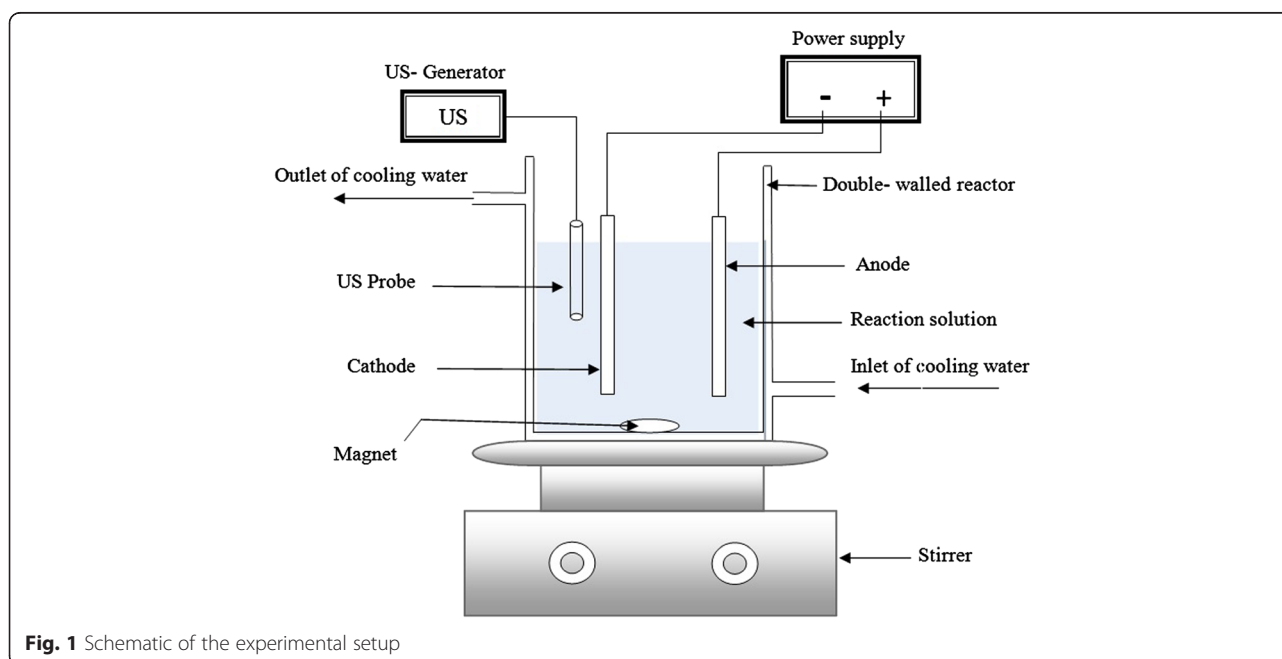 Power supply
- +
US- Generator
US
Outlet of cooling water
Double- walled reactor
US Probe
Anode
Reaction solution
Cathode
Inlet of cooling water
Magnet
Stirrer
Fig. 1 Schematic of the experimental setup